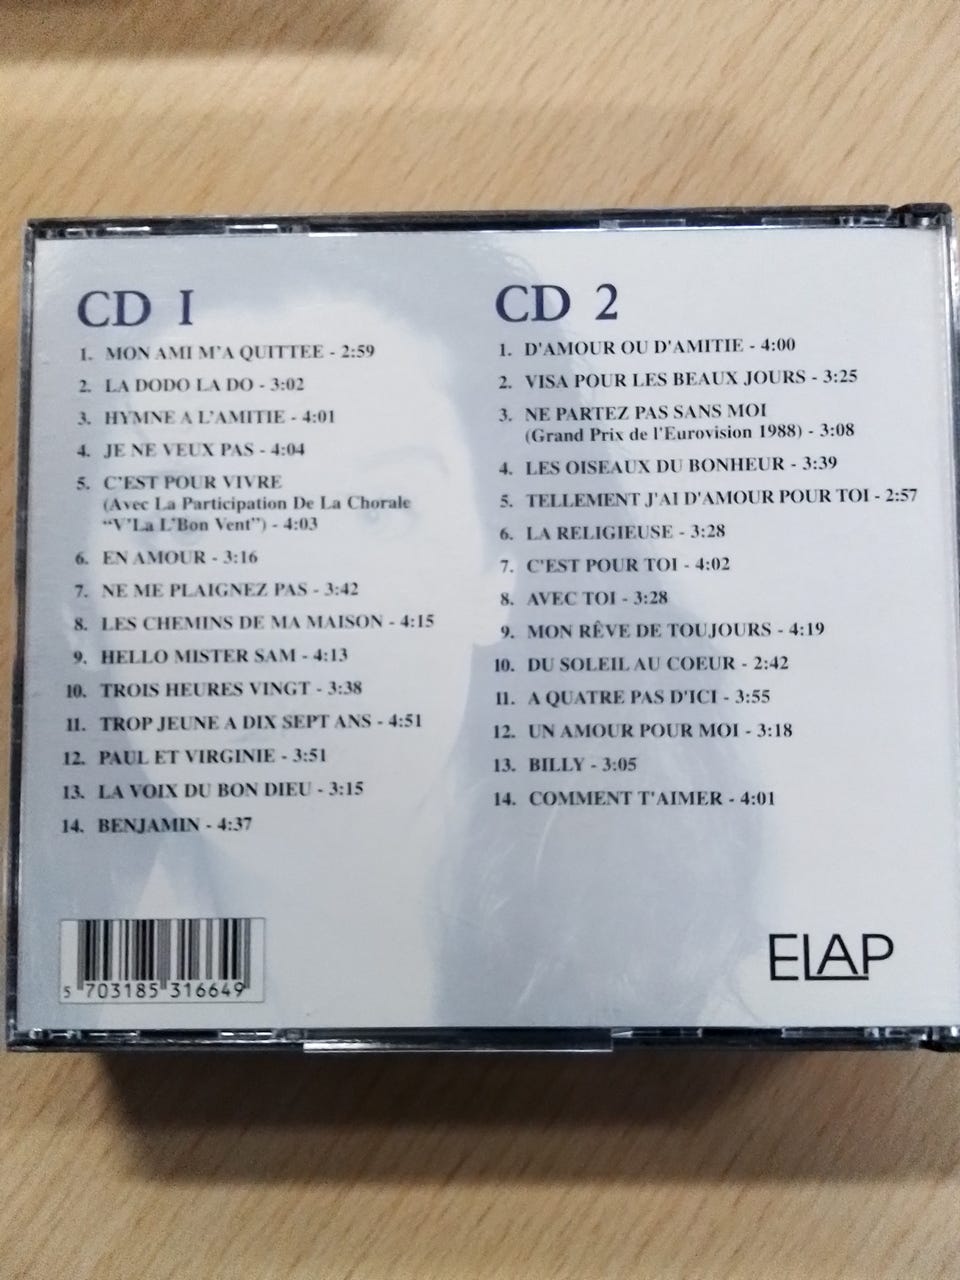 CD 1
1. MON AMI M'A QUITTEE - 2:59
2. LA DODO LA DO - 3:02
3. HYMNE A L'AMITIE - 4:01
4. JE NE VEUX PAS - 4:04
5. C'EST POUR VIVRE
(Avec La Participation De La Chorale
"V'La L'Bon Vent") - 4:03
6. EN AMOUR - 3:16
7. NE ME PLAIGNEZ PAS - 3:42
8. LES CHEMINS DE MA MAISON - 4:15
9. HELLO MISTER SAM - 4:13
10. TROIS HEURES VINGT - 3:38
11. TROP JEUNE A DIX SEPT ANS - 4:51
12. PAUL ET VIRGINIE - 3:51
13. LA VOIX DU BON DIEU - 3:15
14. BENJAMIN - 4:37
CD 2
1. D'AMOUR OU D'AMITIE - 4:00
2. VISA POUR LES BEAUX JOURS - 3:25
3. NE PARTEZ PAS SANS MOI
(Grand Prix de l'Eurovision 1988) - 3:08
4. LES OISEAUX DU BONHEUR - 3:39
5. TELLEMENT J'AI D'AMOUR POUR TOI - 2:57
6. LA RELIGIEUSE - 3:28
7. C'EST POUR TOI - 4:02
8. AVEC TOI - 3:28
9. MON RÊVE DE TOUJOURS - 4:19
10. DU SOLEIL AU COEUR - 2:42
11. A QUATRE PAS D'ICI - 3:55
12. UN AMOUR POUR MOI - 3:18
13. BILLY - 3:05
14. COMMENT T'AIMER - 4:01
5 703185 316649
ELAP